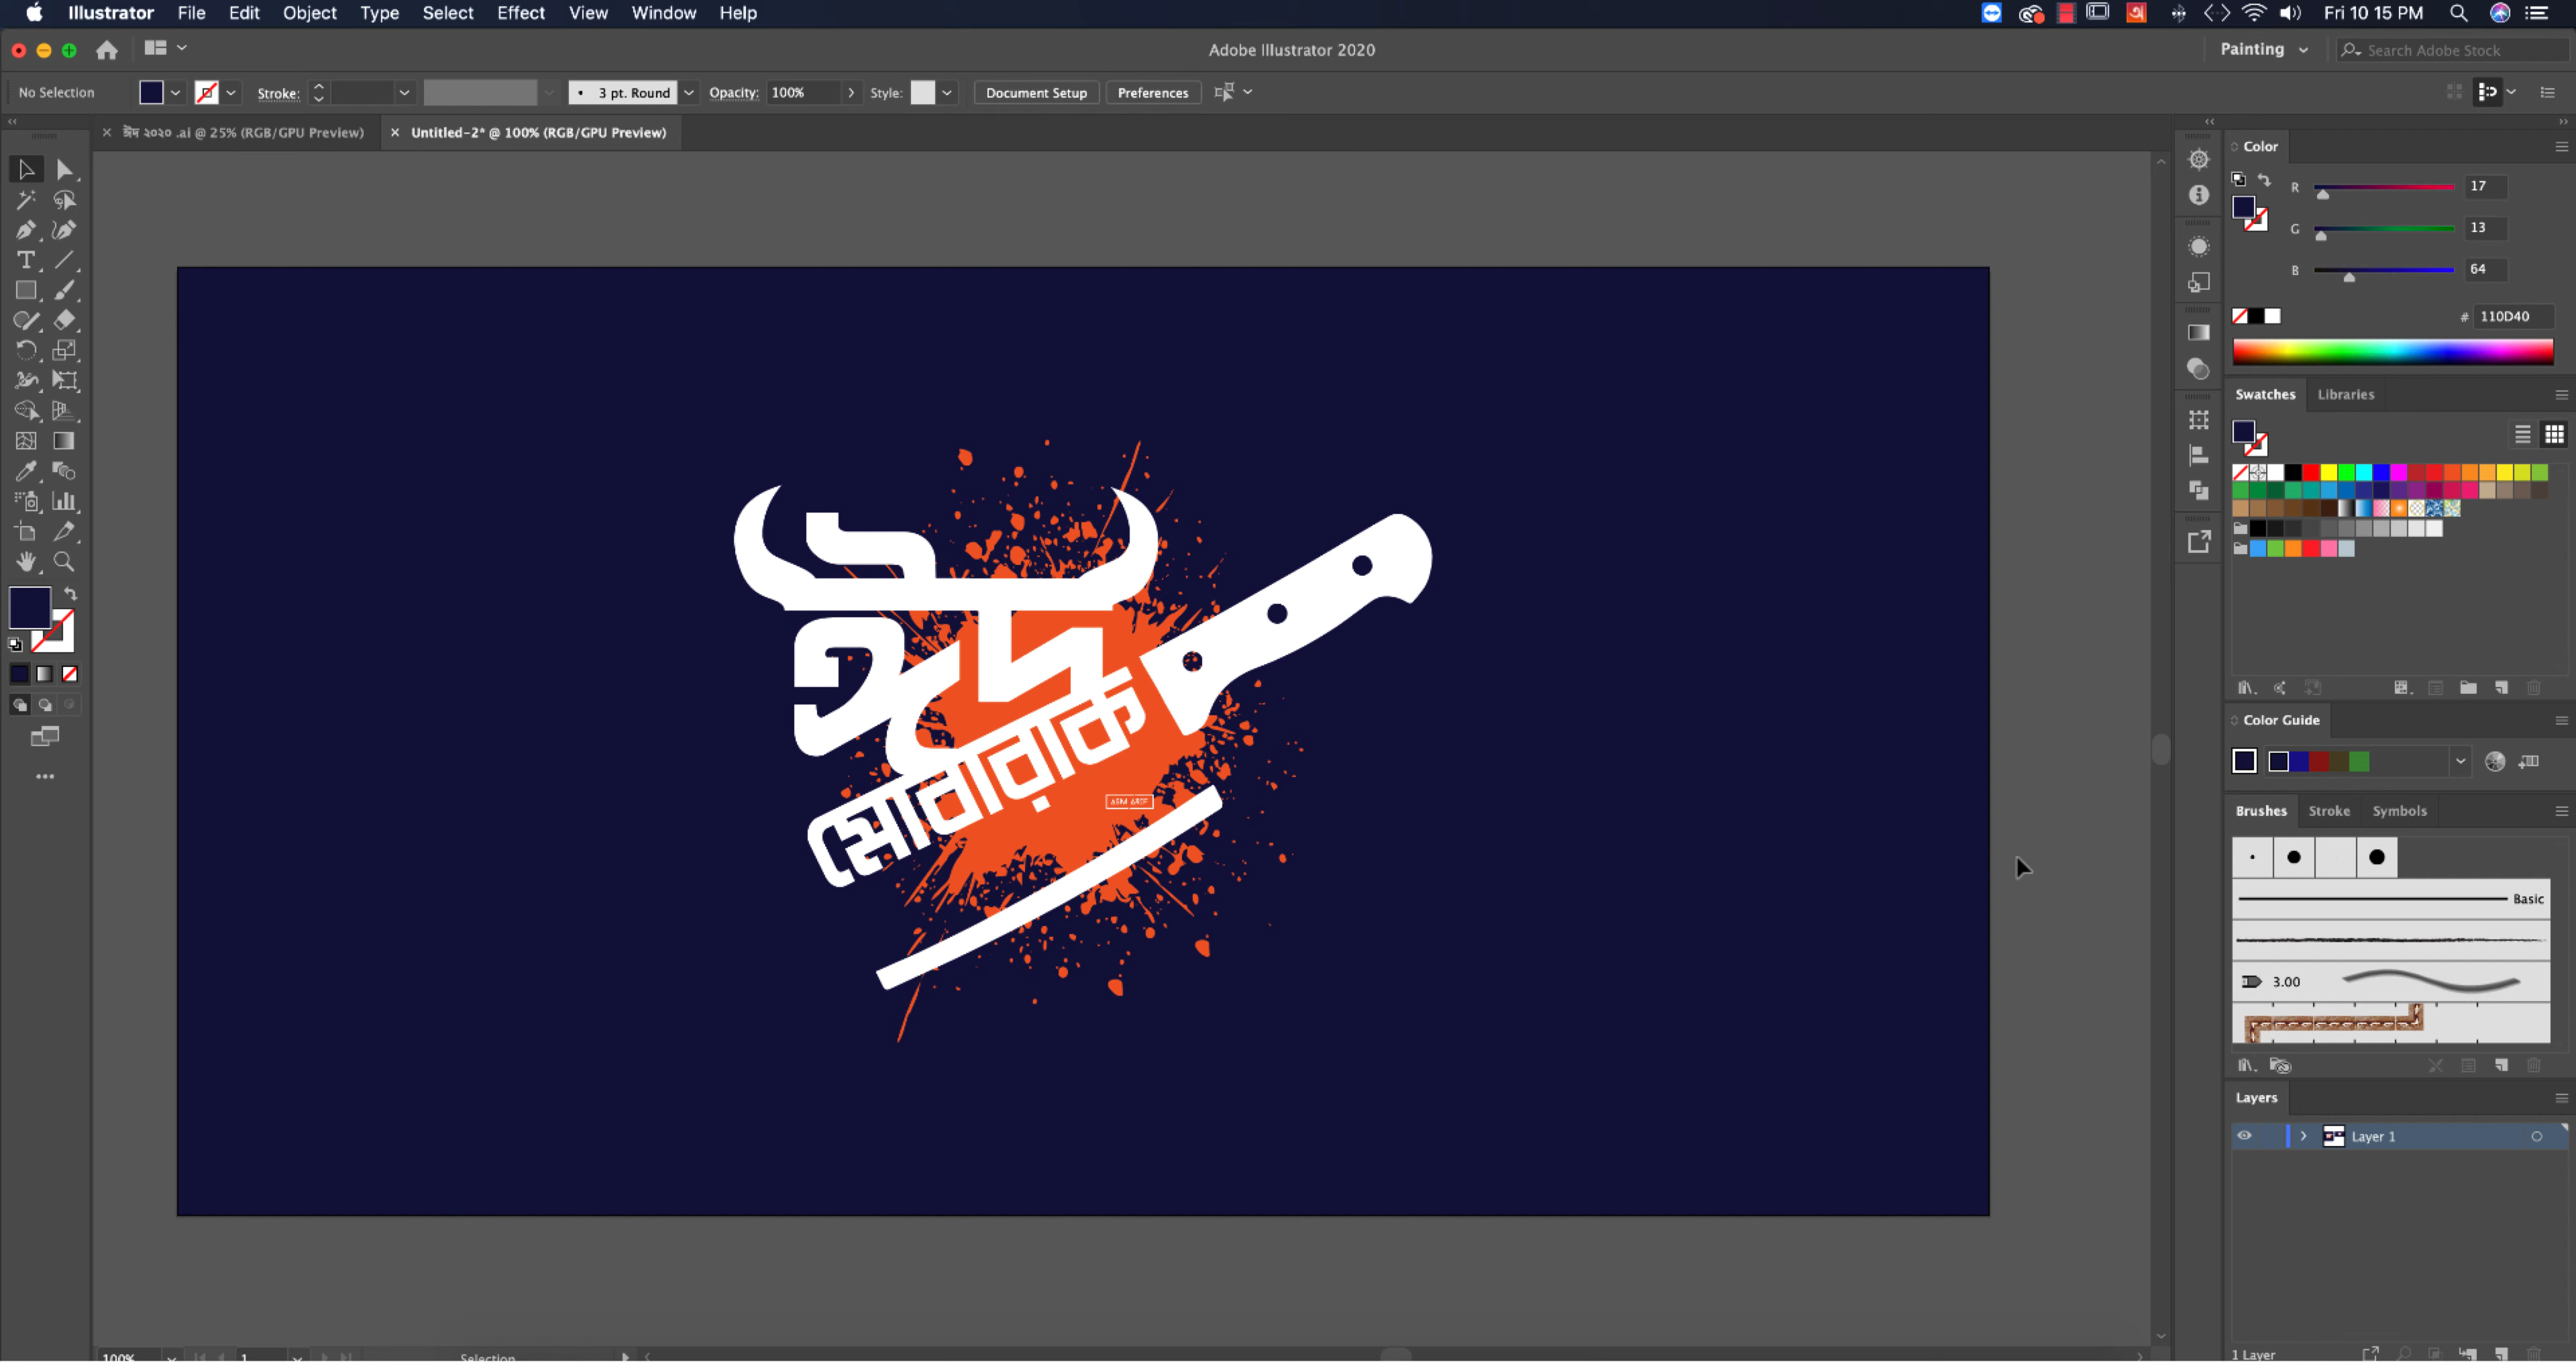 Illustrator File Edit Object Type Select Effect View Window Help Fri 10 15 PM
Adobe Illustrator 2020 Painting Search Adobe Stock
No Selection Stroke: 3 pt. Round Opacity: 100% Style: Document Setup Preferences
ঈদ ২০২০ .ai @ 25% (RGB/GPU Preview) Untitled-2* @ 100% (RGB/GPU Preview)
Color
R 17
G 13
B 64
# 110D40
Swatches Libraries
ঈদ
মোবারক
Color Guide
Brushes Stroke Symbols
Basic
3.00
Layers
Layer 1
100% 1 Selection
1 Layer